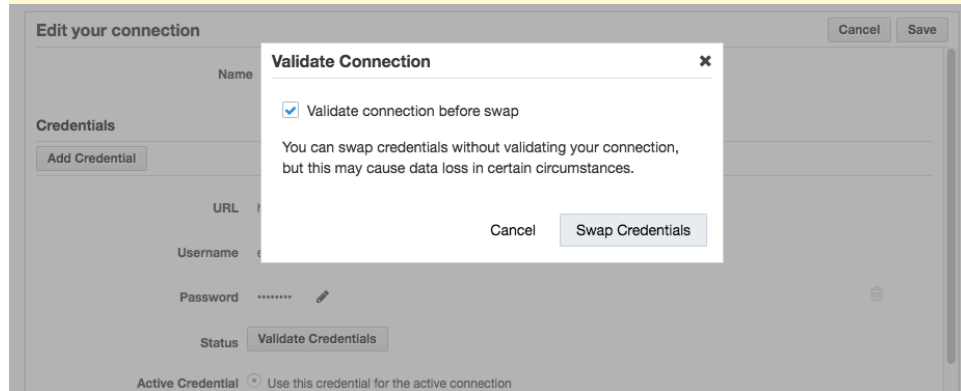 Edit your connection
Cancel Save
Validate Connection
Name
Validate connection before swap
Credentials
You can swap credentials without validating your connection,
but this may cause data loss in certain circumstances.
Add Credential
URL
Cancel Swap Credentials
Username
Password ••••••••
Status Validate Credentials
Active Credential Use this credential for the active connection